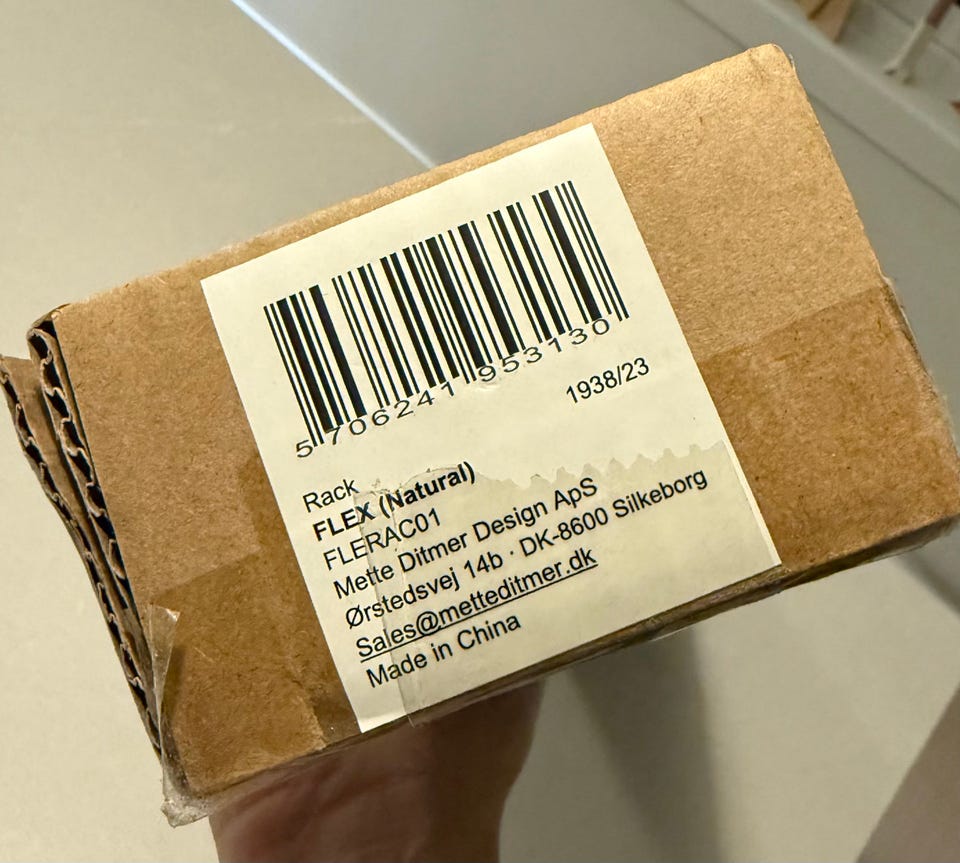 5 706241 953130
1938/23
Rack
FLEX (Natural)
FLERAC01
Mette Ditmer Design ApS
Ørstedsvej 14b · DK-8600 Silkeborg
Sales@metteditmer.dk
Made in China